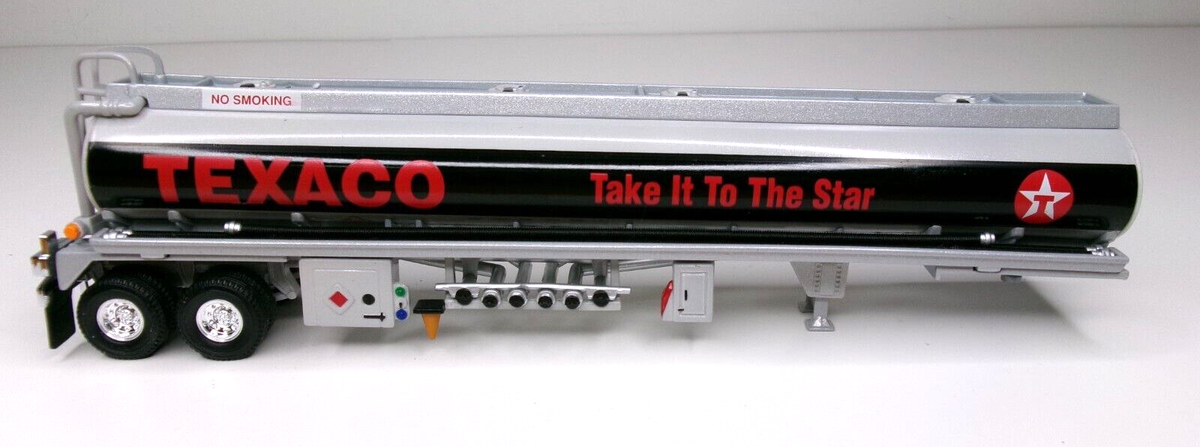 NO SMOKING
TEXACO
Take It To The Star
T